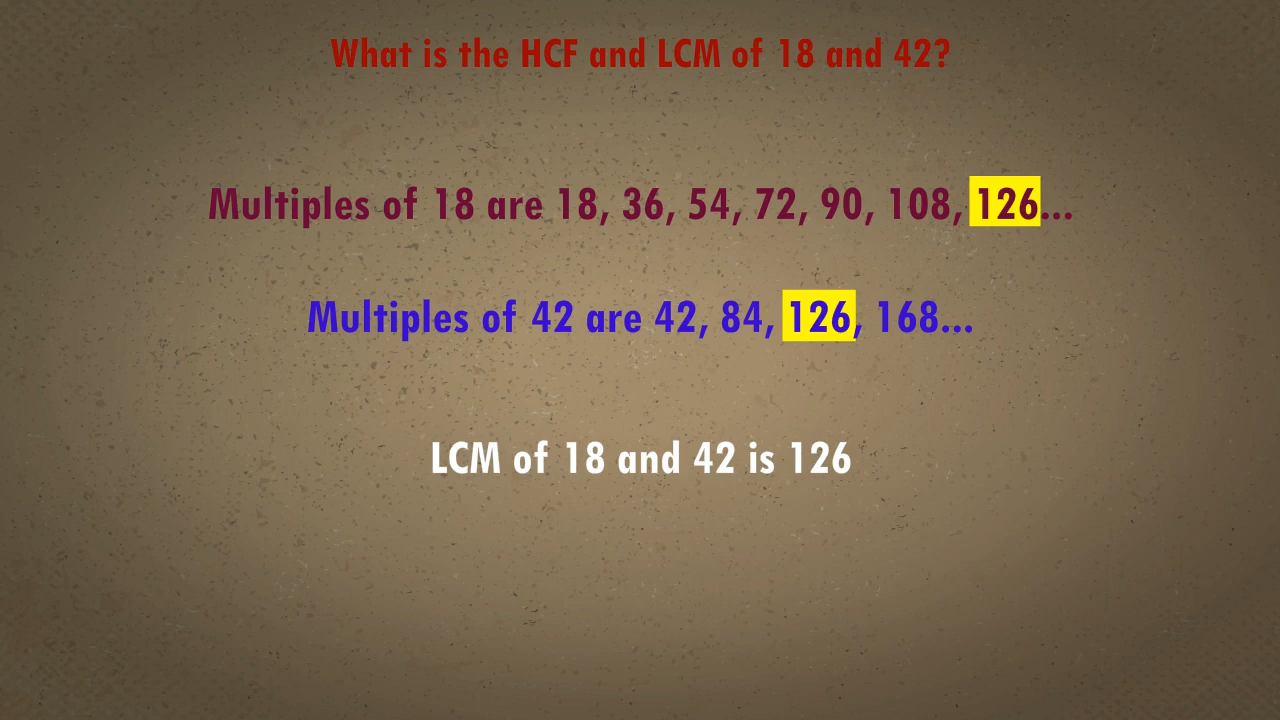 What is the HCF and LCM of 18 and 42?
Multiples of 18 are 18, 36, 54, 72, 90, 108, 126...
Multiples of 42 are 42, 84, 126, 168...
LCM of 18 and 42 is 126